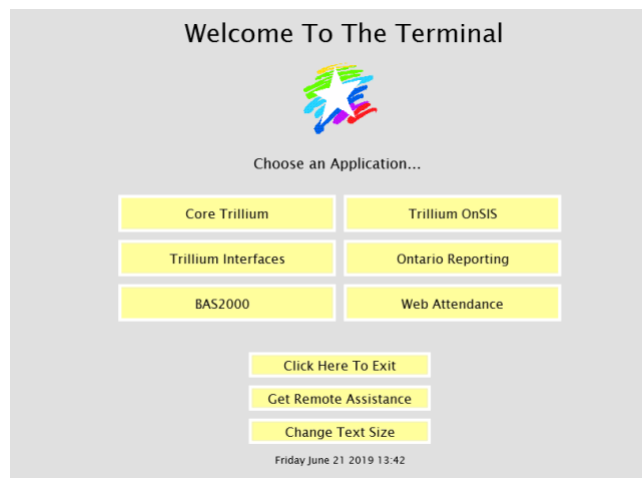 Welcome To The Terminal
Choose an Application...
Core Trillium
Trillium OnSIS
Trillium Interfaces
Ontario Reporting
BAS2000
Web Attendance
Click Here To Exit
Get Remote Assistance
Change Text Size
Friday June 21 2019 13:42